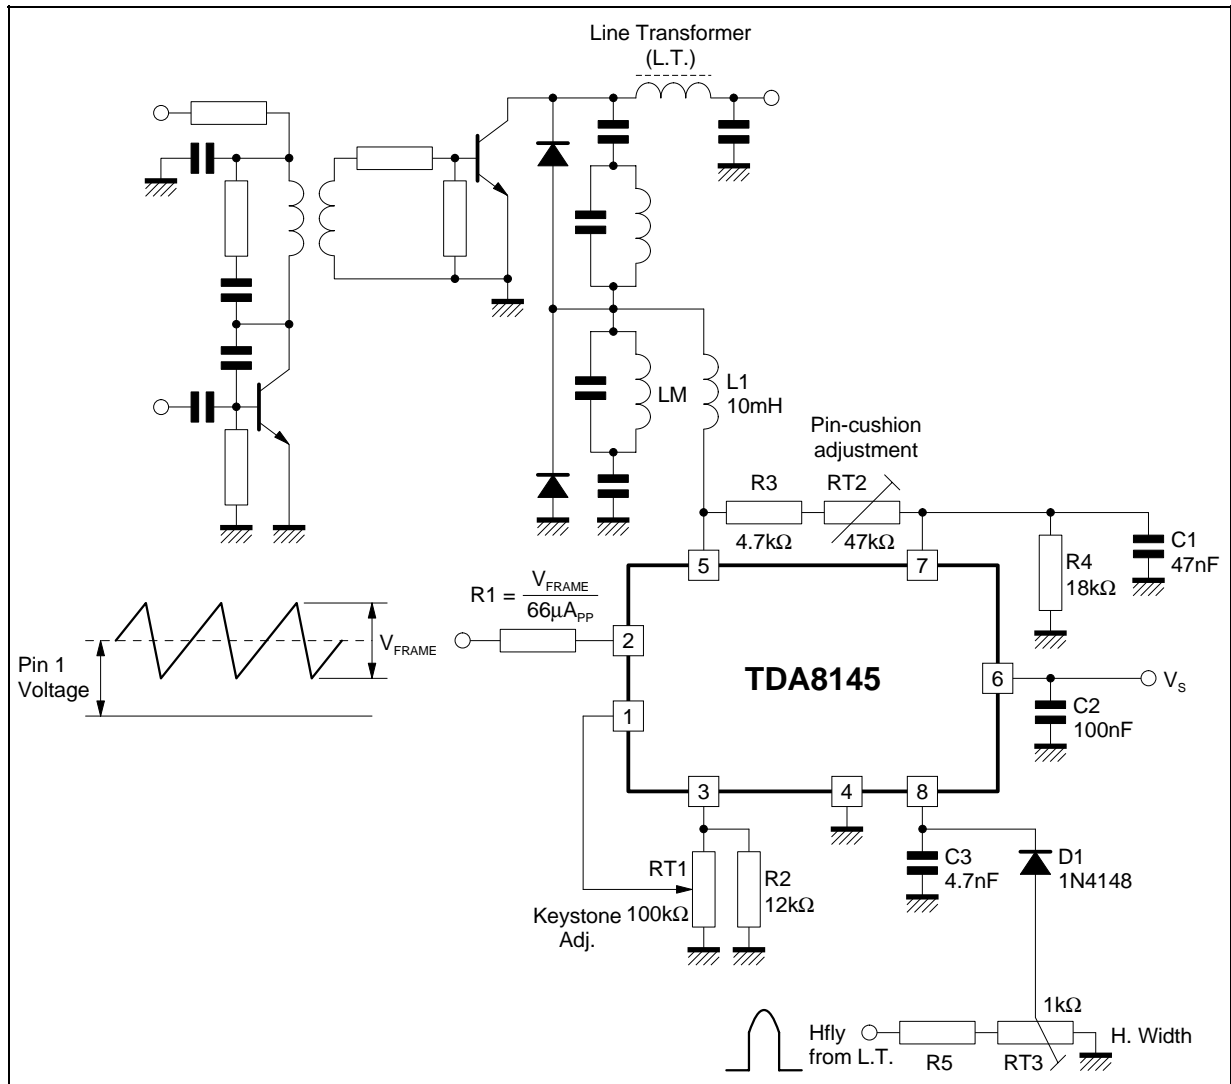 Line Transformer
(L.T.)
LM
L1
10mH
Pin-cushion
adjustment
R3
RT2
4.7kΩ
47kΩ
C1
47nF
R4
18kΩ
5
7
R1 = V_FRAME
66μA_PP
V_FRAME
Pin 1
Voltage
2
TDA8145
6
V_S
C2
100nF
1
3
4
8
RT1
R2
100kΩ
12kΩ
Keystone
Adj.
C3
4.7nF
D1
1N4148
1kΩ
Hfly
from L.T.
R5
RT3
H. Width